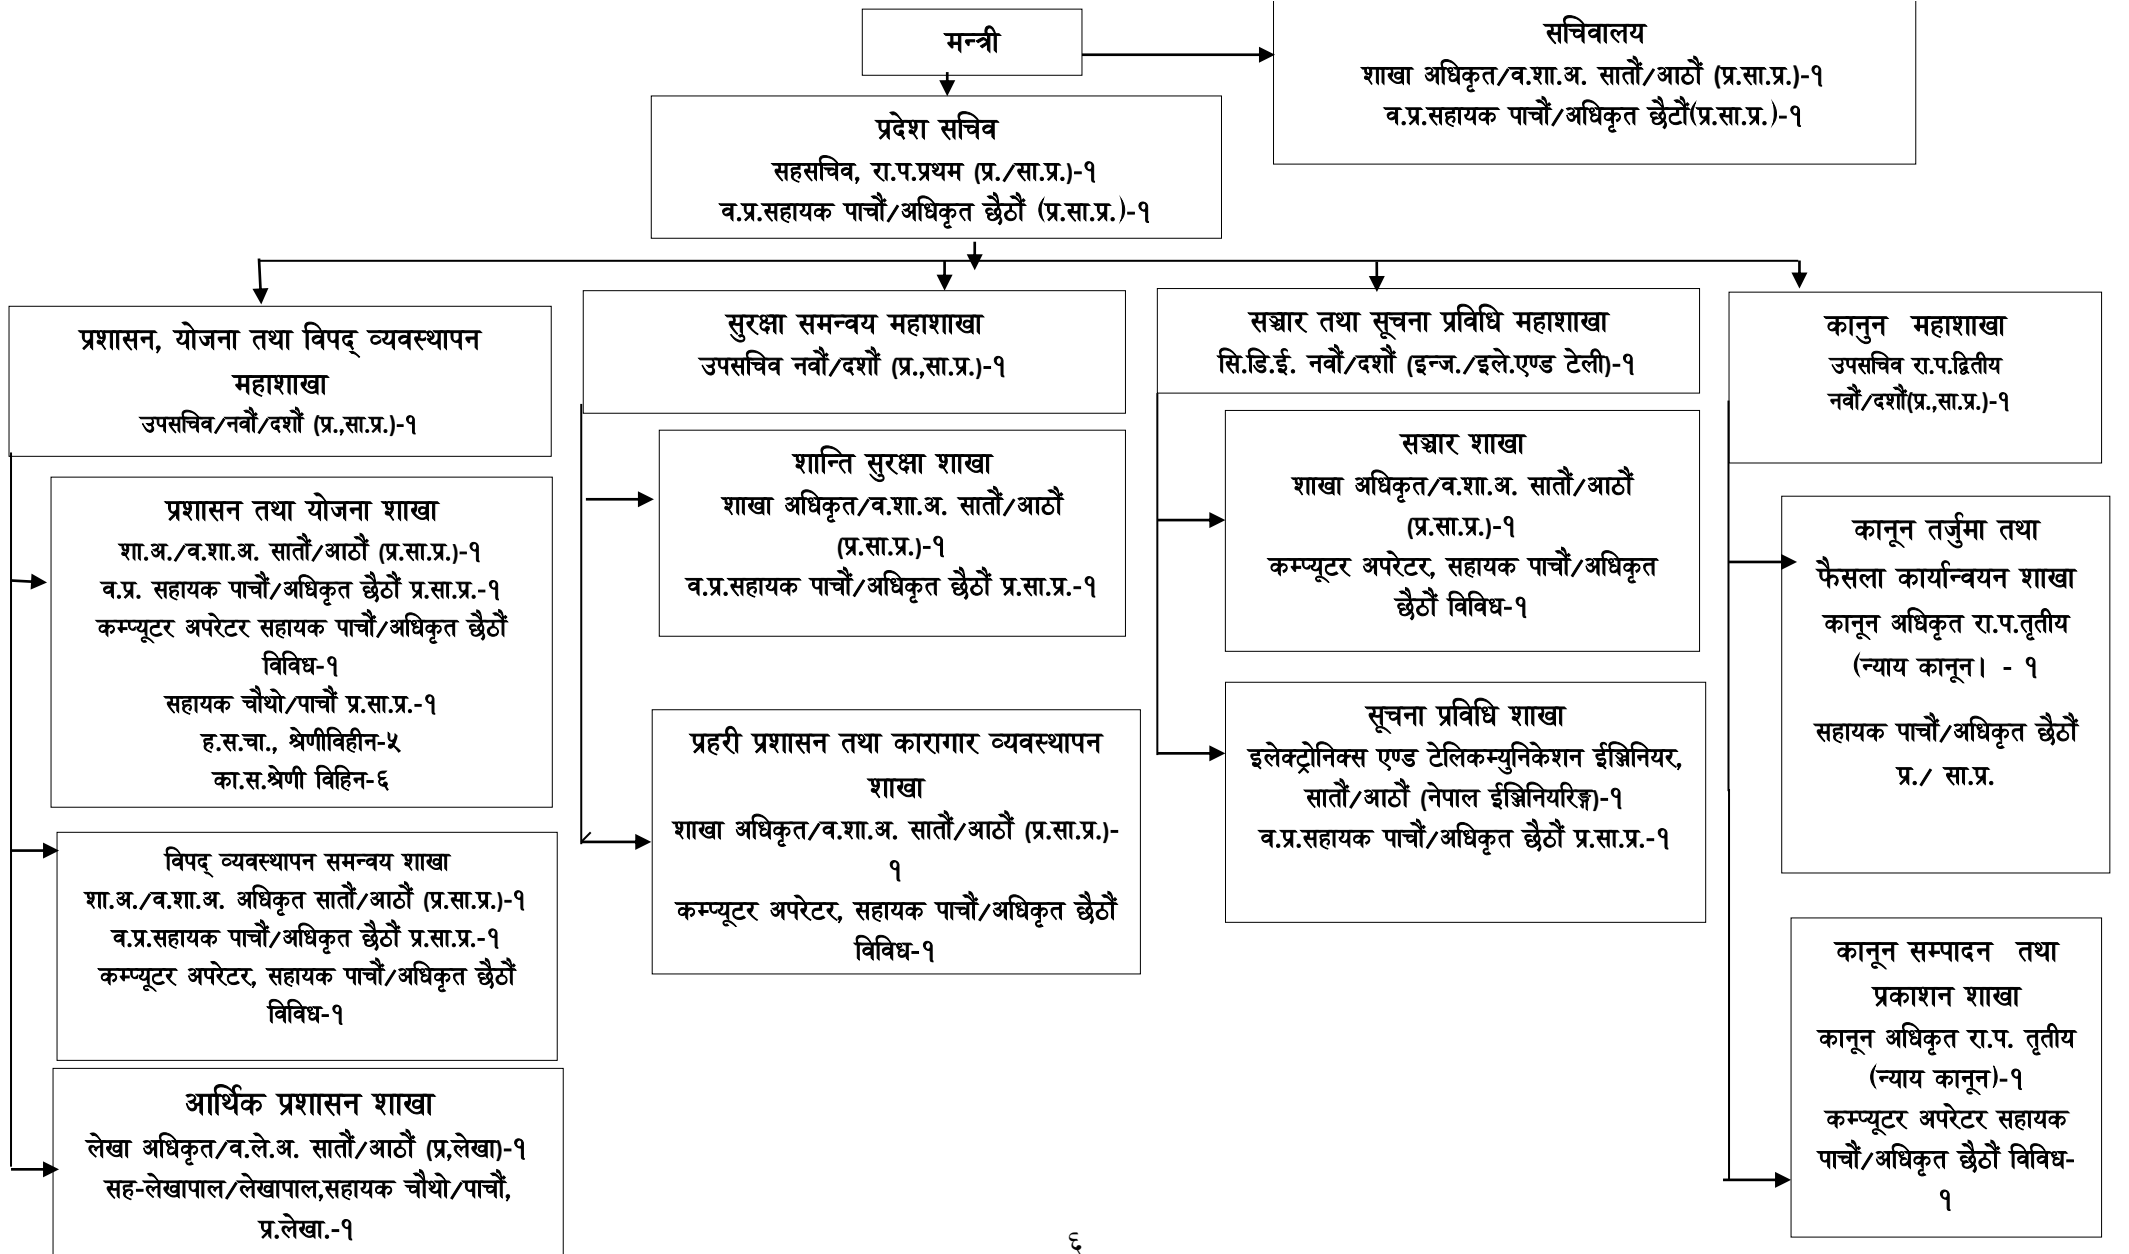 मन्त्री
सचिवालय
शाखा अधिकृत/व.शा.अ. सातौं/आठौं (प्र.सा.प्र.)-१
व.प्र.सहायक पाचौं/अधिकृत छैटौं(प्र.सा.प्र.)-१
प्रदेश सचिव
सहसचिव, रा.प.प्रथम (प्र./सा.प्र.)-१
व.प्र.सहायक पाचौं/अधिकृत छैठौं (प्र.सा.प्र.)-१
प्रशासन, योजना तथा विपद् व्यवस्थापन
महाशाखा
उपसचिव/नवौं/दशौं (प्र.,सा.प्र.)-१
प्रशासन तथा योजना शाखा
शा.अ./व.शा.अ. सातौं/आठौं (प्र.सा.प्र.)-१
व.प्र. सहायक पाचौं/अधिकृत छैठौं प्र.सा.प्र.-१
कम्प्यूटर अपरेटर सहायक पाचौं/अधिकृत छैठौं
विविध-१
सहायक चौथो/पाचौं प्र.सा.प्र.-१
ह.स.चा., श्रेणीविहीन-५
का.स.श्रेणी विहिन-६
विपद् व्यवस्थापन समन्वय शाखा
शा.अ./व.शा.अ. अधिकृत सातौं/आठौं (प्र.सा.प्र.)-१
व.प्र.सहायक पाचौं/अधिकृत छैठौं प्र.सा.प्र.-१
कम्प्यूटर अपरेटर, सहायक पाचौं/अधिकृत छैठौं
विविध-१
आर्थिक प्रशासन शाखा
लेखा अधिकृत/व.ले.अ. सातौं/आठौं (प्र,लेखा)-१
सह-लेखापाल/लेखापाल,सहायक चौथो/पाचौं,
प्र.लेखा.-१
सुरक्षा समन्वय महाशाखा
उपसचिव नवौं/दशौं (प्र.,सा.प्र.)-१
शान्ति सुरक्षा शाखा
शाखा अधिकृत/व.शा.अ. सातौं/आठौं
(प्र.सा.प्र.)-१
व.प्र.सहायक पाचौं/अधिकृत छैठौं प्र.सा.प्र.-१
प्रहरी प्रशासन तथा कारागार व्यवस्थापन
शाखा
शाखा अधिकृत/व.शा.अ. सातौं/आठौं (प्र.सा.प्र.)-
१
कम्प्यूटर अपरेटर, सहायक पाचौं/अधिकृत छैठौं
विविध-१
सञ्चार तथा सूचना प्रविधि महाशाखा
सि.डि.ई. नवौं/दशौं (इन्ज./इले.एण्ड टेली)-१
सञ्चार शाखा
शाखा अधिकृत/व.शा.अ. सातौं/आठौं
(प्र.सा.प्र.)-१
कम्प्यूटर अपरेटर, सहायक पाचौं/अधिकृत
छैठौं विविध-१
सूचना प्रविधि शाखा
इलेक्ट्रोनिक्स एण्ड टेलिकम्युनिकेशन ईञ्जिनियर,
सातौं/आठौं (नेपाल ईञ्जिनियरिङ्ग)-१
व.प्र.सहायक पाचौं/अधिकृत छैठौं प्र.सा.प्र.-१
कानुन महाशाखा
उपसचिव रा.प.द्वितीय
नवौं/दशौं(प्र.,सा.प्र.)-१
कानून तर्जुमा तथा
फैसला कार्यान्वयन शाखा
कानून अधिकृत रा.प.तृतीय
(न्याय कानून। - १
सहायक पाचौं/अधिकृत छैठौं
प्र./ सा.प्र.
कानून सम्पादन तथा
प्रकाशन शाखा
कानून अधिकृत रा.प. तृतीय
(न्याय कानून)-१
कम्प्यूटर अपरेटर सहायक
पाचौं/अधिकृत छैठौं विविध-
१
६